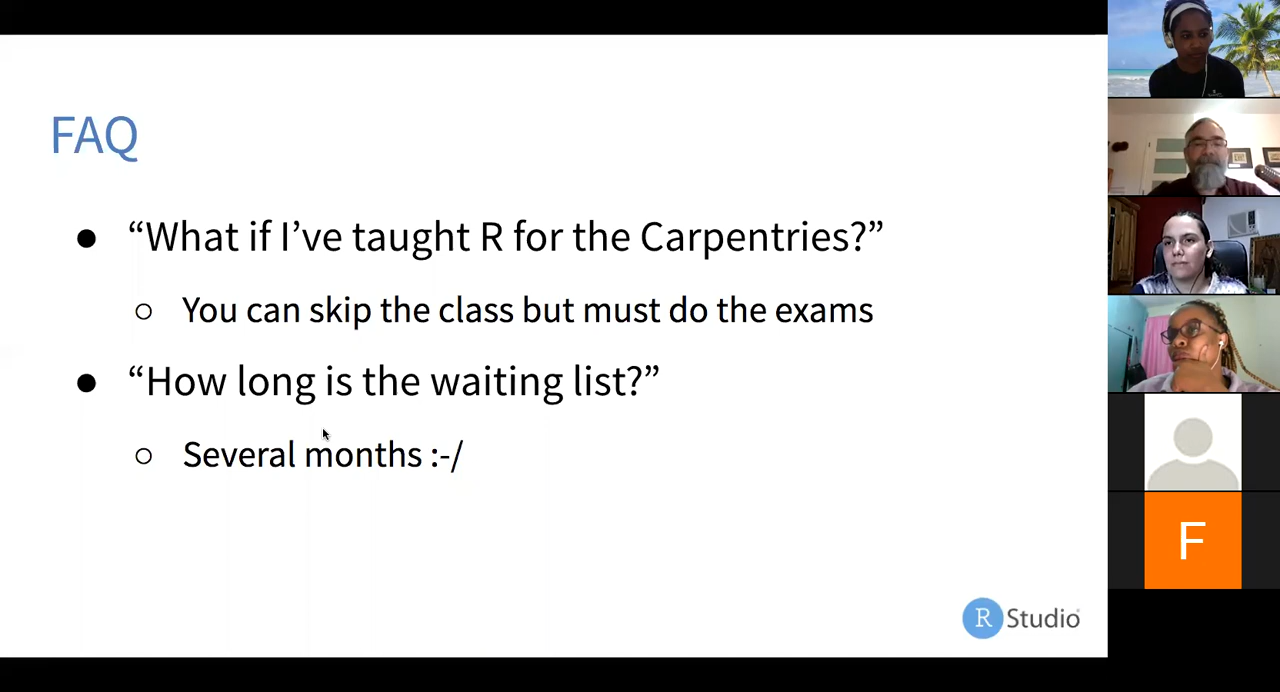 FAQ
● “What if I’ve taught R for the Carpentries?”
○ You can skip the class but must do the exams
● “How long is the waiting list?”
○ Several months :-/
R Studio
F